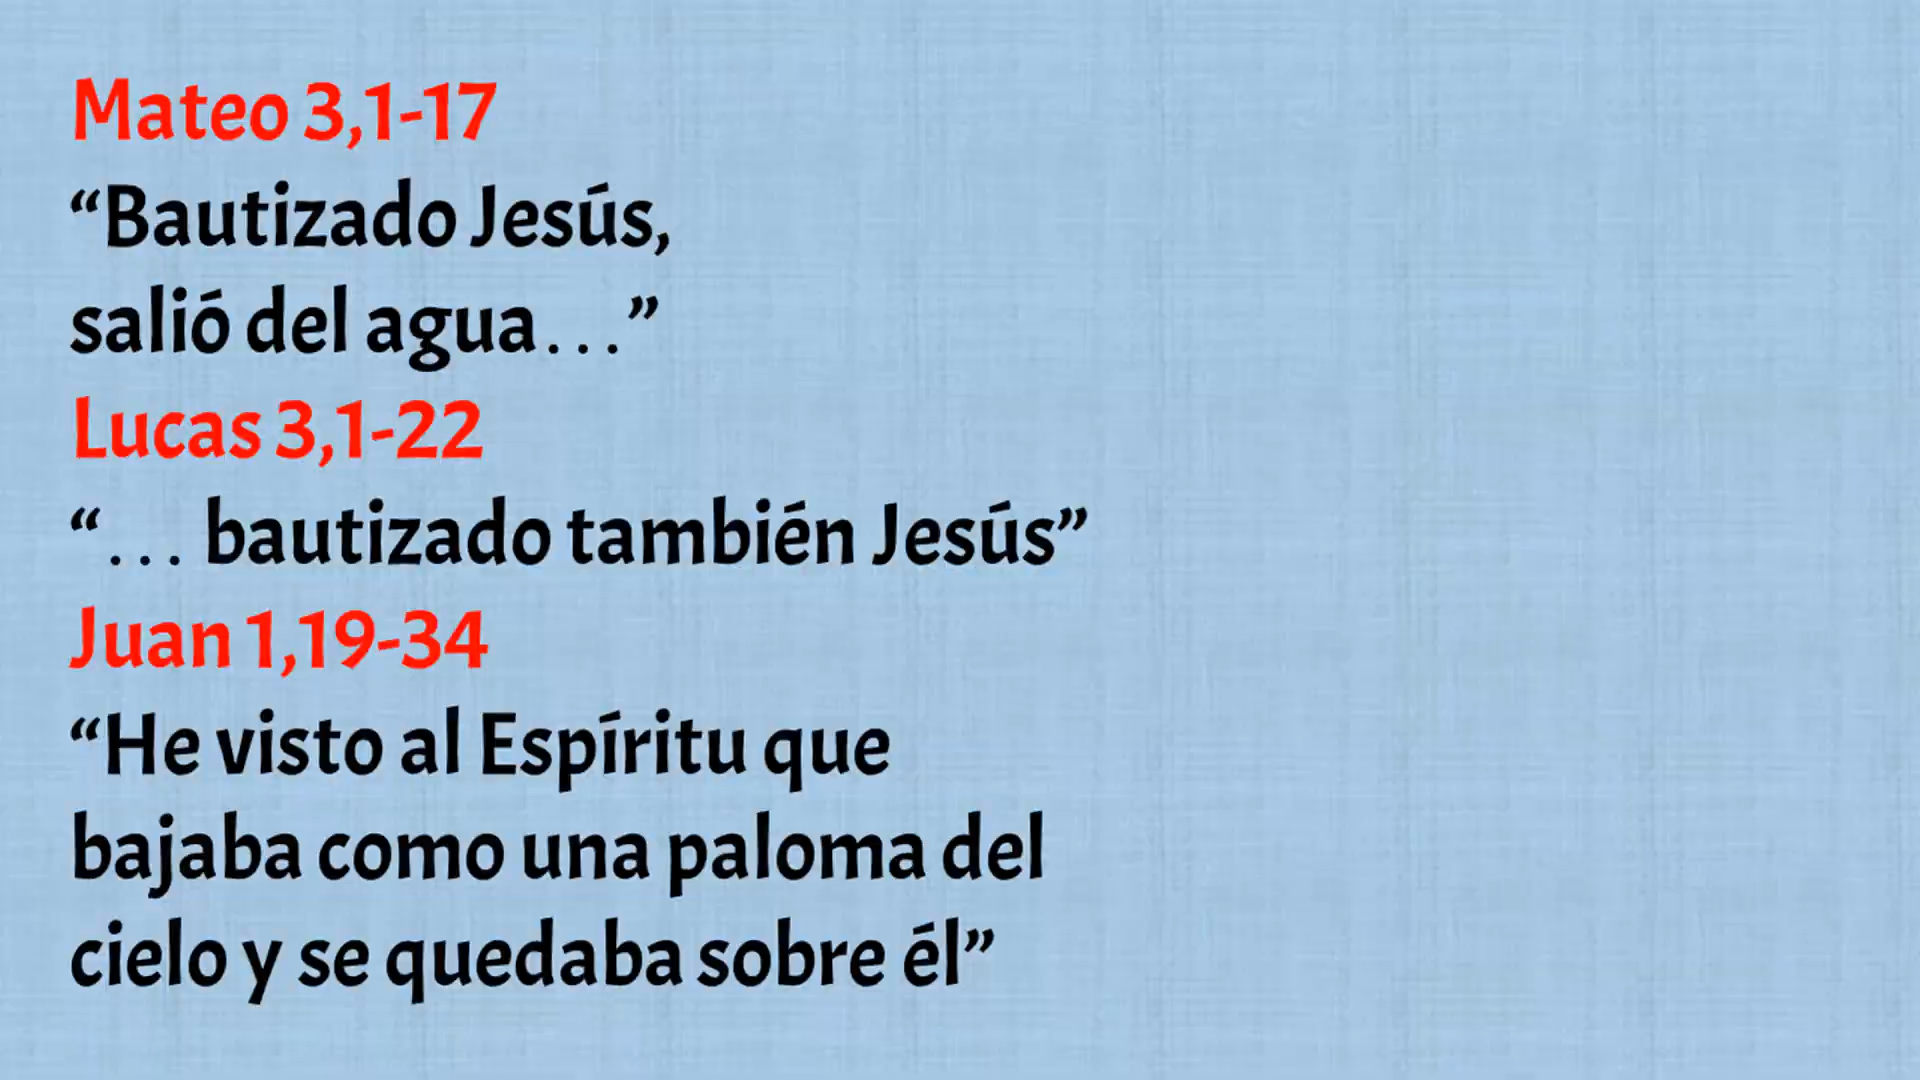 Mateo 3,1-17
“Bautizado Jesús,
salió del agua…”
Lucas 3,1-22
“… bautizado también Jesús”
Juan 1,19-34
“He visto al Espíritu que
bajaba como una paloma del
cielo y se quedaba sobre él”